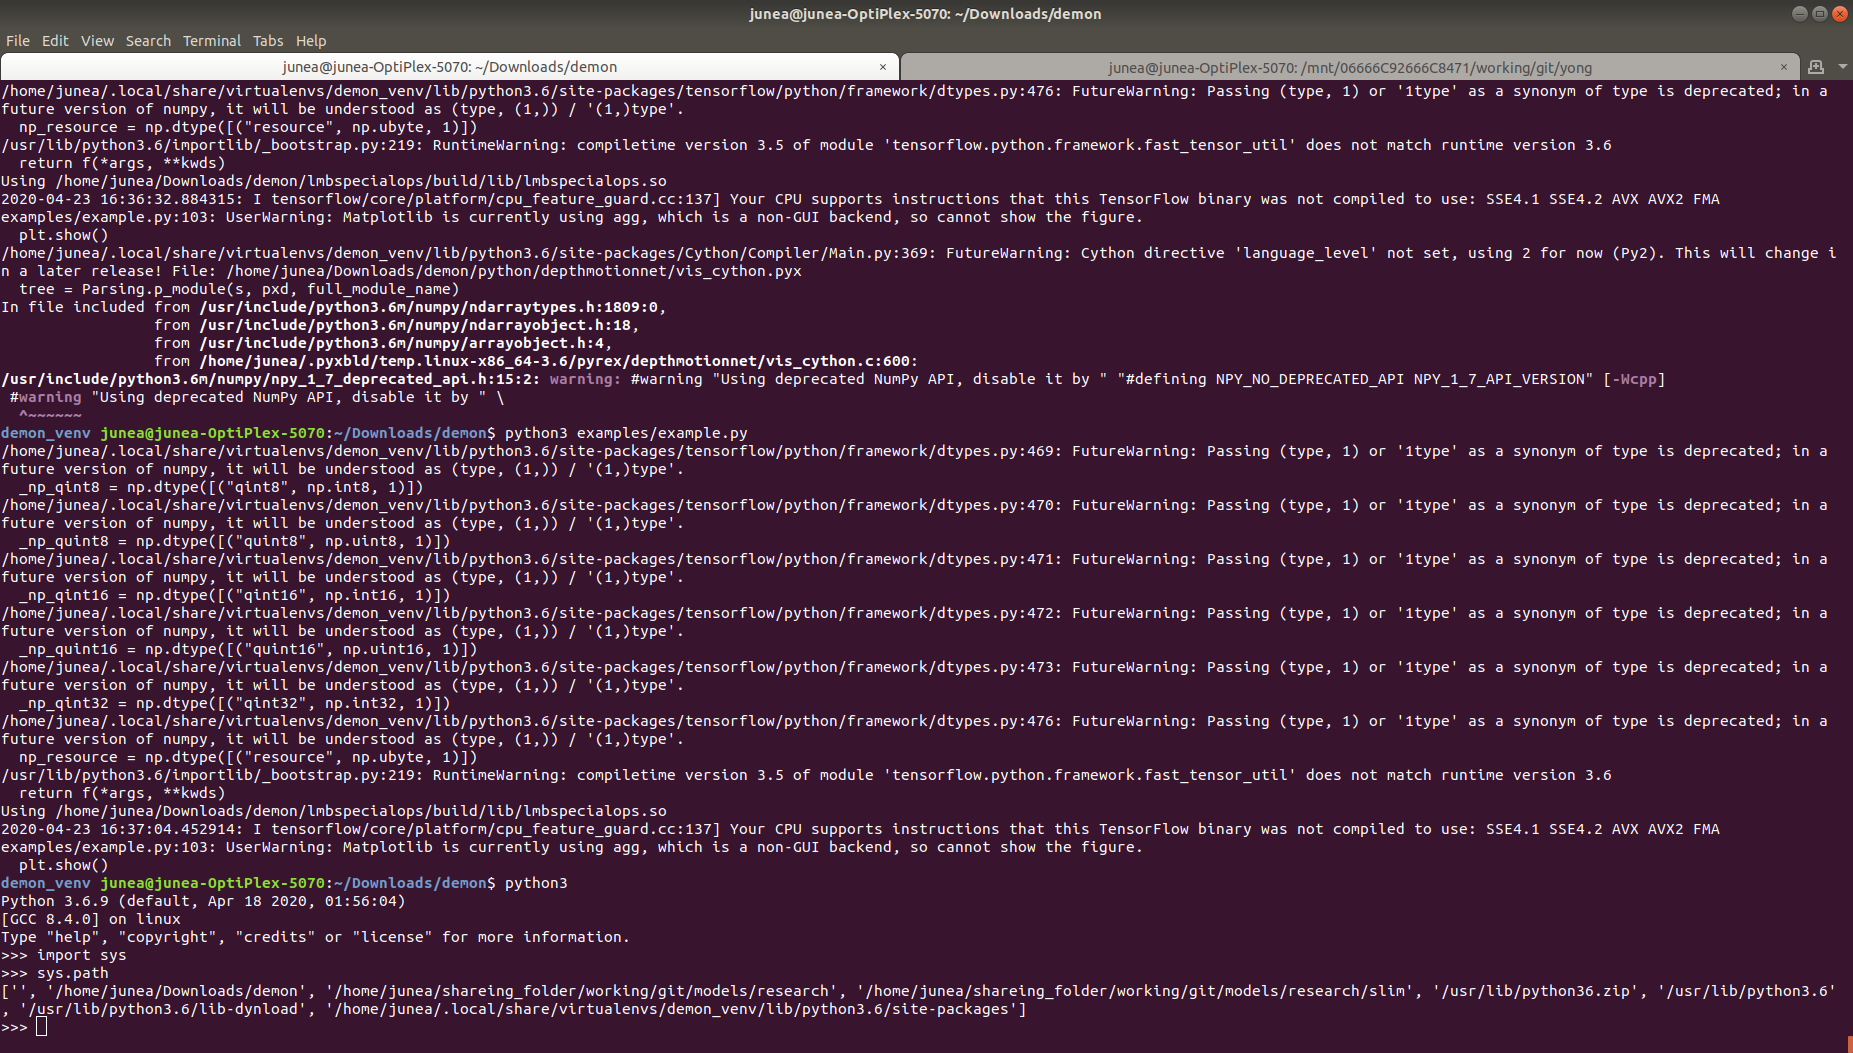 junea@junea-OptiPlex-5070: ~/Downloads/demon
File Edit View Search Terminal Tabs Help
junea@junea-OptiPlex-5070: ~/Downloads/demon × junea@junea-OptiPlex-5070: /mnt/06666C92666C8471/working/git/yong ×
/home/junea/.local/share/virtualenvs/demon_venv/lib/python3.6/site-packages/tensorflow/python/framework/dtypes.py:476: FutureWarning: Passing (type, 1) or '1type' as a synonym of type is deprecated; in a
future version of numpy, it will be understood as (type, (1,)) / '(1,)type'.
  np_resource = np.dtype([("resource", np.ubyte, 1)])
/usr/lib/python3.6/importlib/_bootstrap.py:219: RuntimeWarning: compiletime version 3.5 of module 'tensorflow.python.framework.fast_tensor_util' does not match runtime version 3.6
  return f(*args, **kwds)
Using /home/junea/Downloads/demon/lmbspecialops/build/lib/lmbspecialops.so
2020-04-23 16:36:32.884315: I tensorflow/core/platform/cpu_feature_guard.cc:137] Your CPU supports instructions that this TensorFlow binary was not compiled to use: SSE4.1 SSE4.2 AVX AVX2 FMA
examples/example.py:103: UserWarning: Matplotlib is currently using agg, which is a non-GUI backend, so cannot show the figure.
  plt.show()
/home/junea/.local/share/virtualenvs/demon_venv/lib/python3.6/site-packages/Cython/Compiler/Main.py:369: FutureWarning: Cython directive 'language_level' not set, using 2 for now (Py2). This will change i
n a later release! File: /home/junea/Downloads/demon/python/depthmotionnet/vis_cython.pyx
  tree = Parsing.p_module(s, pxd, full_module_name)
In file included from /usr/include/python3.6m/numpy/ndarraytypes.h:1809:0,
                 from /usr/include/python3.6m/numpy/ndarrayobject.h:18,
                 from /usr/include/python3.6m/numpy/arrayobject.h:4,
                 from /home/junea/.pyxbld/temp.linux-x86_64-3.6/pyrex/depthmotionnet/vis_cython.c:600:
/usr/include/python3.6m/numpy/npy_1_7_deprecated_api.h:15:2: warning: #warning "Using deprecated NumPy API, disable it by " "#defining NPY_NO_DEPRECATED_API NPY_1_7_API_VERSION" [-Wcpp]
 #warning "Using deprecated NumPy API, disable it by " \
  ^~~~~~~
demon_venv junea@junea-OptiPlex-5070:~/Downloads/demon$ python3 examples/example.py
/home/junea/.local/share/virtualenvs/demon_venv/lib/python3.6/site-packages/tensorflow/python/framework/dtypes.py:469: FutureWarning: Passing (type, 1) or '1type' as a synonym of type is deprecated; in a
future version of numpy, it will be understood as (type, (1,)) / '(1,)type'.
  _np_qint8 = np.dtype([("qint8", np.int8, 1)])
/home/junea/.local/share/virtualenvs/demon_venv/lib/python3.6/site-packages/tensorflow/python/framework/dtypes.py:470: FutureWarning: Passing (type, 1) or '1type' as a synonym of type is deprecated; in a
future version of numpy, it will be understood as (type, (1,)) / '(1,)type'.
  _np_quint8 = np.dtype([("quint8", np.uint8, 1)])
/home/junea/.local/share/virtualenvs/demon_venv/lib/python3.6/site-packages/tensorflow/python/framework/dtypes.py:471: FutureWarning: Passing (type, 1) or '1type' as a synonym of type is deprecated; in a
future version of numpy, it will be understood as (type, (1,)) / '(1,)type'.
  _np_qint16 = np.dtype([("qint16", np.int16, 1)])
/home/junea/.local/share/virtualenvs/demon_venv/lib/python3.6/site-packages/tensorflow/python/framework/dtypes.py:472: FutureWarning: Passing (type, 1) or '1type' as a synonym of type is deprecated; in a
future version of numpy, it will be understood as (type, (1,)) / '(1,)type'.
  _np_quint16 = np.dtype([("quint16", np.uint16, 1)])
/home/junea/.local/share/virtualenvs/demon_venv/lib/python3.6/site-packages/tensorflow/python/framework/dtypes.py:473: FutureWarning: Passing (type, 1) or '1type' as a synonym of type is deprecated; in a
future version of numpy, it will be understood as (type, (1,)) / '(1,)type'.
  _np_qint32 = np.dtype([("qint32", np.int32, 1)])
/home/junea/.local/share/virtualenvs/demon_venv/lib/python3.6/site-packages/tensorflow/python/framework/dtypes.py:476: FutureWarning: Passing (type, 1) or '1type' as a synonym of type is deprecated; in a
future version of numpy, it will be understood as (type, (1,)) / '(1,)type'.
  np_resource = np.dtype([("resource", np.ubyte, 1)])
/usr/lib/python3.6/importlib/_bootstrap.py:219: RuntimeWarning: compiletime version 3.5 of module 'tensorflow.python.framework.fast_tensor_util' does not match runtime version 3.6
  return f(*args, **kwds)
Using /home/junea/Downloads/demon/lmbspecialops/build/lib/lmbspecialops.so
2020-04-23 16:37:04.452914: I tensorflow/core/platform/cpu_feature_guard.cc:137] Your CPU supports instructions that this TensorFlow binary was not compiled to use: SSE4.1 SSE4.2 AVX AVX2 FMA
examples/example.py:103: UserWarning: Matplotlib is currently using agg, which is a non-GUI backend, so cannot show the figure.
  plt.show()
demon_venv junea@junea-OptiPlex-5070:~/Downloads/demon$ python3
Python 3.6.9 (default, Apr 18 2020, 01:56:04)
[GCC 8.4.0] on linux
Type "help", "copyright", "credits" or "license" for more information.
>>> import sys
>>> sys.path
['', '/home/junea/Downloads/demon', '/home/junea/shareing_folder/working/git/models/research', '/home/junea/shareing_folder/working/git/models/research/slim', '/usr/lib/python36.zip', '/usr/lib/python3.6'
, '/usr/lib/python3.6/lib-dynload', '/home/junea/.local/share/virtualenvs/demon_venv/lib/python3.6/site-packages']
>>>